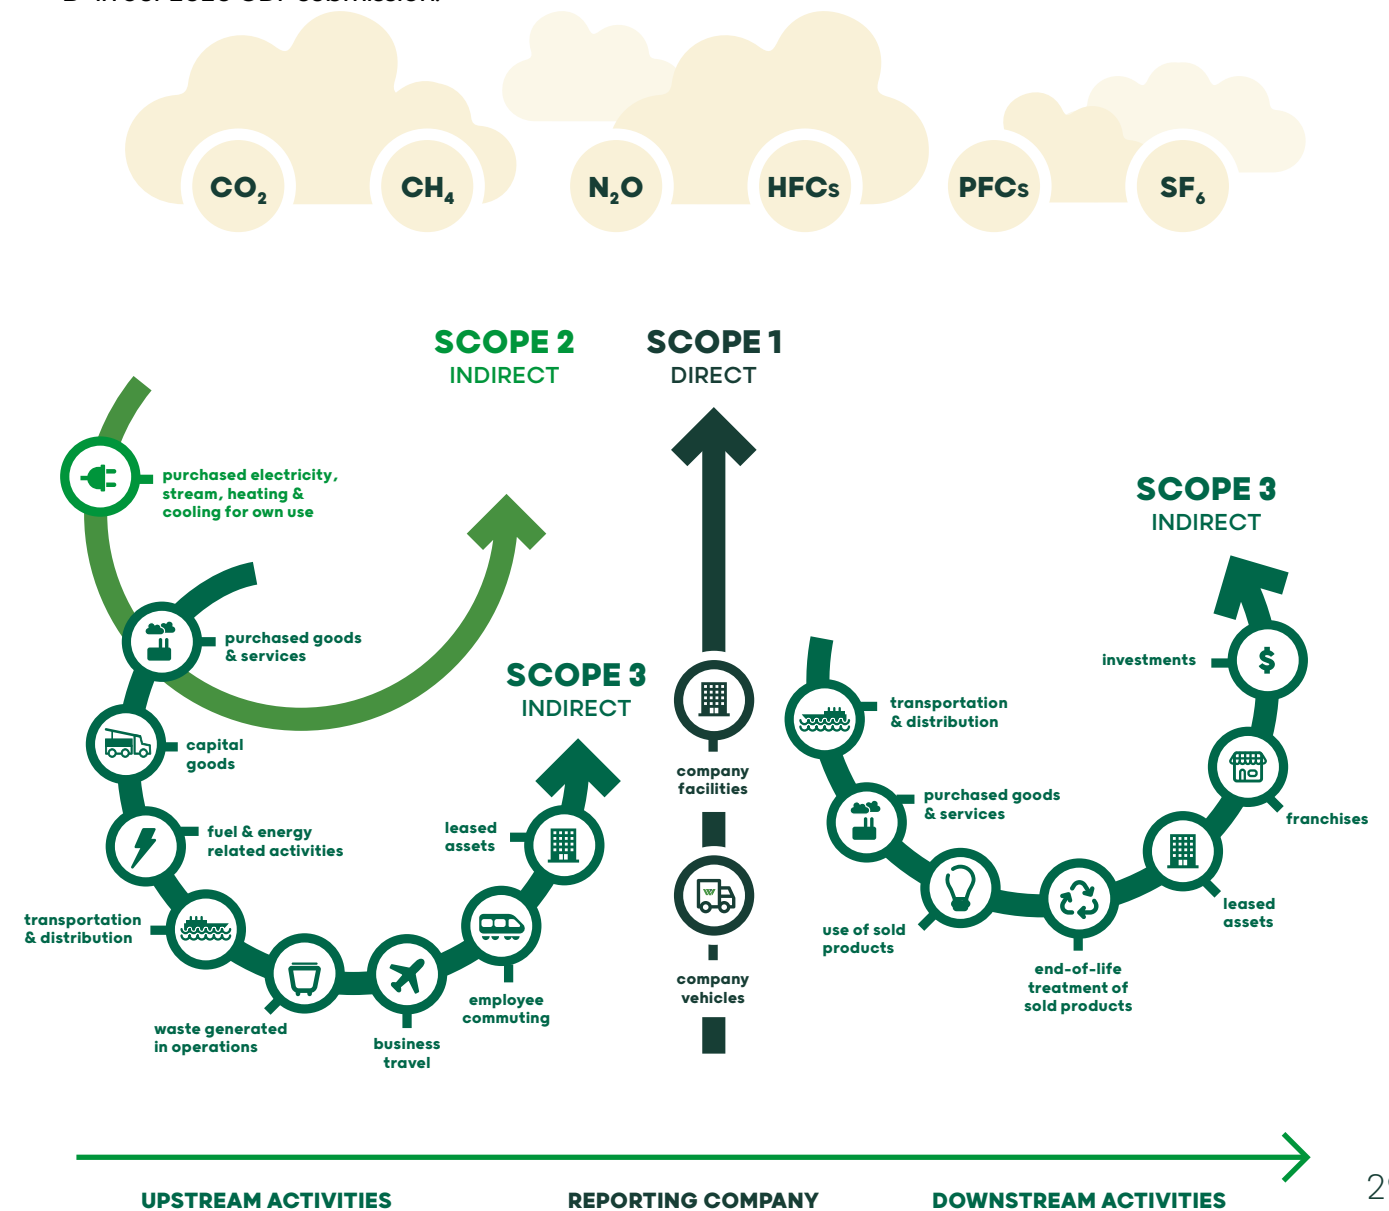 CO₂
CH₄
N₂O
HFCs
PFCs
SF₆
SCOPE 2
INDIRECT
SCOPE 1
DIRECT
purchased electricity,
stream, heating &
cooling for own use
SCOPE 3
INDIRECT
purchased goods
& services
capital
goods
fuel & energy
related activities
transportation
& distribution
waste generated
in operations
business
travel
employee
commuting
leased
assets
company
facilities
company
vehicles
SCOPE 3
INDIRECT
transportation
& distribution
purchased goods
& services
use of sold
products
end-of-life
treatment of
sold products
leased
assets
franchises
investments
$
UPSTREAM ACTIVITIES
REPORTING COMPANY
DOWNSTREAM ACTIVITIES